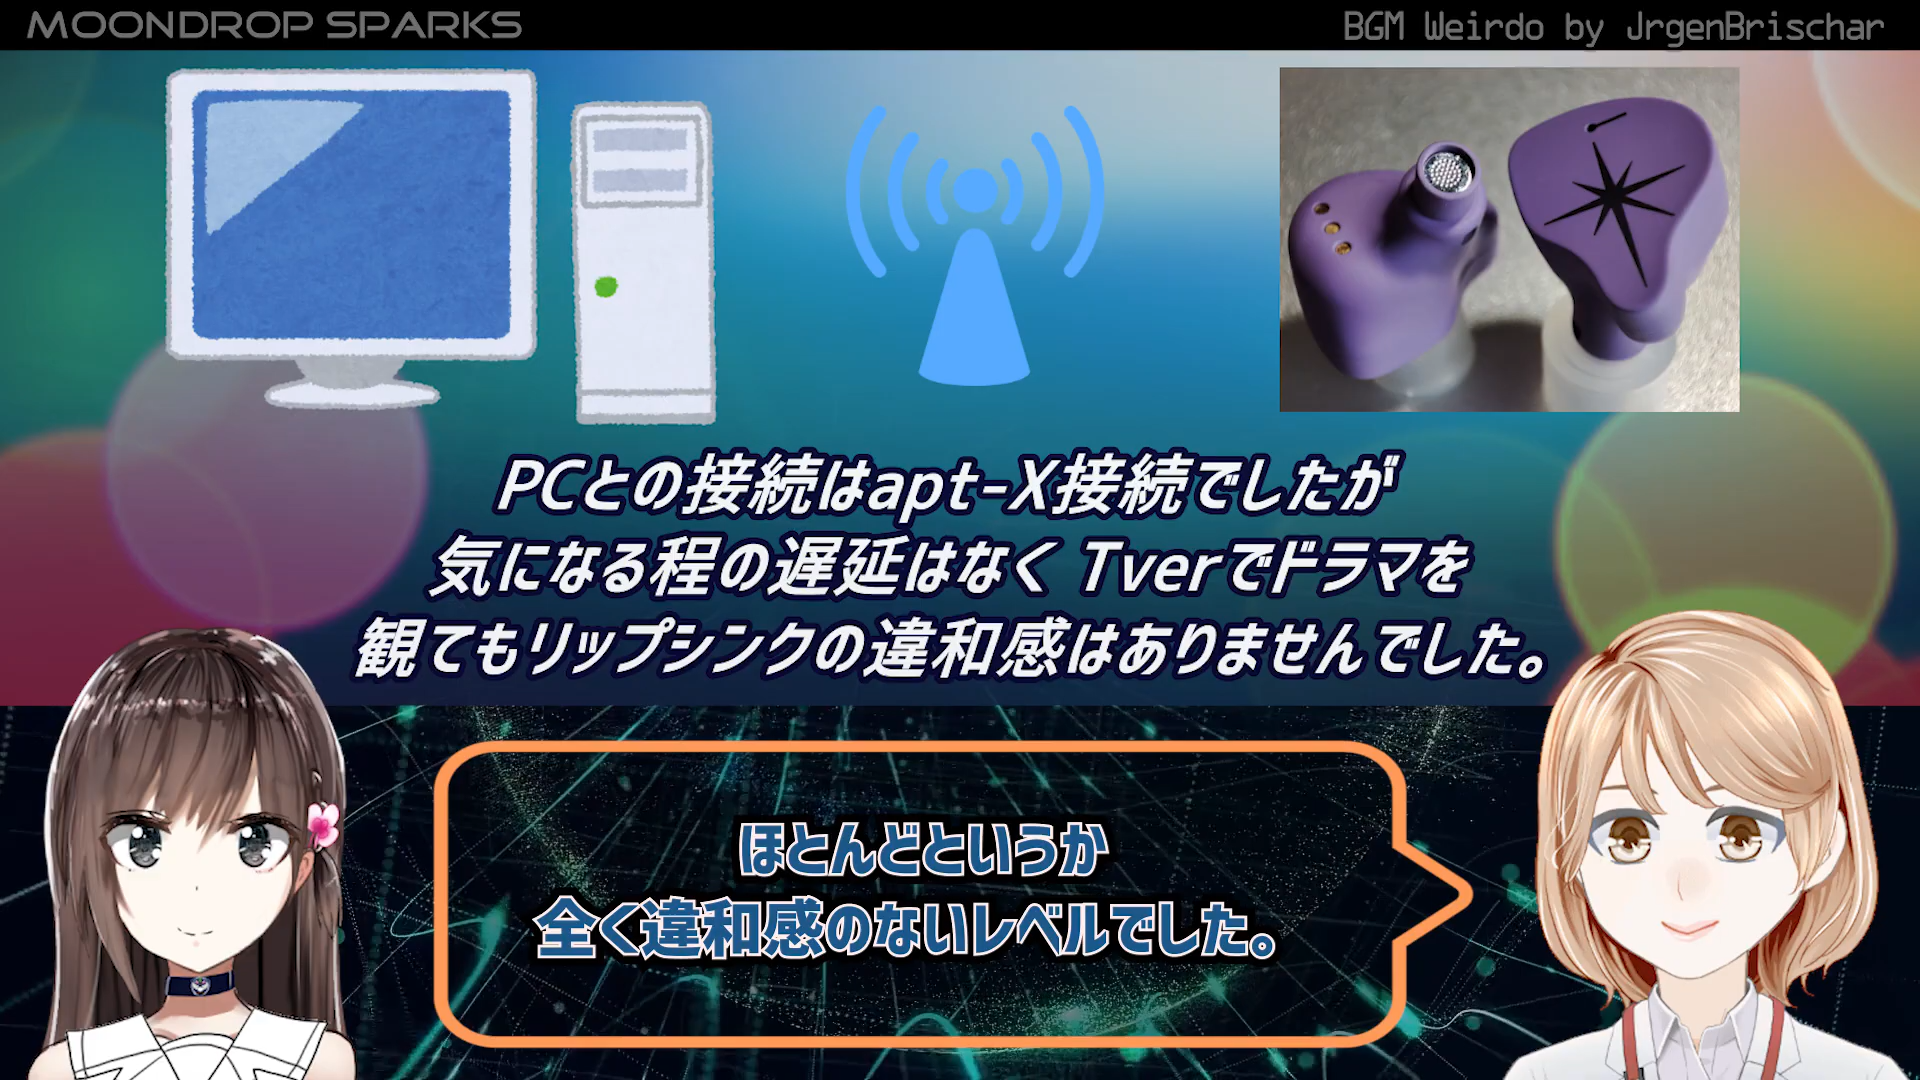 MOONDROP SPARKS
BGM Weirdo by JrgenBrischar
PCとの接続はapt-X接続でしたが
気になる程の遅延はなく Tverでドラマを
観てもリップシンクの違和感はありませんでした。
ほとんどというか
全く違和感のないレベルでした。